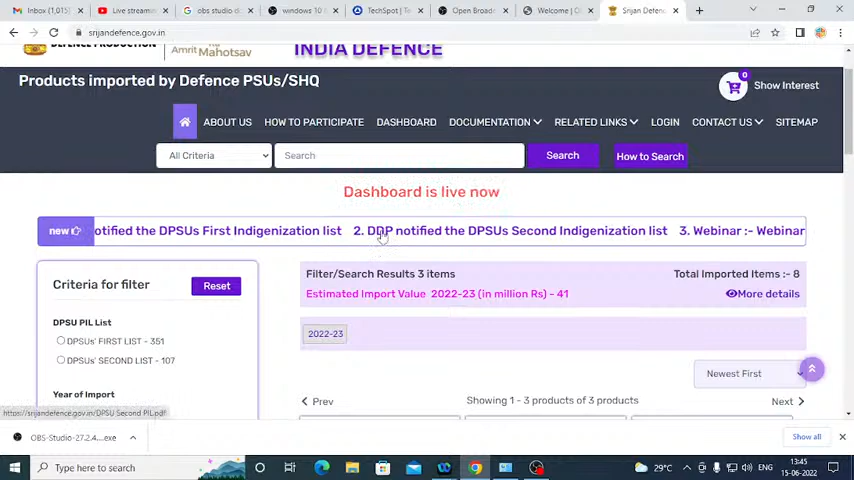 Inbox (1,015)
Live streamin
obs studio do
windows 10 
TechSpot | Te
Open Broad
Welcome | O
Srijan Defen
srijandefence.gov.in
DEFENCE PRODUCTION
Amrit
Mahotsav
INDIA DEFENCE
Products imported by Defence PSUs/SHQ
0
Show Interest
ABOUT US
HOW TO PARTICIPATE
DASHBOARD
DOCUMENTATION
RELATED LINKS
LOGIN
CONTACT US
SITEMAP
All Criteria
Search
Search
How to Search
Dashboard is live now
new
otified the DPSUs First Indigenization list
2. DDP notified the DPSUs Second Indigenization list
3. Webinar :- Webinar
Criteria for filter
Reset
Filter/Search Results 3 items
Total Imported Items :- 8
Estimated Import Value 2022-23 (in million Rs) - 41
More details
2022-23
DPSU PIL List
DPSUs' FIRST LIST - 351
DPSUs' SECOND LIST - 107
Newest First
Year of Import
Prev
Showing 1 - 3 products of 3 products
Next
https://srijandefence.gov.in/DPSU Second PIL.pdf
OBS-Studio-27.2.4....exe
Show all
Type here to search
29°C
ENG
13:45
15-06-2022